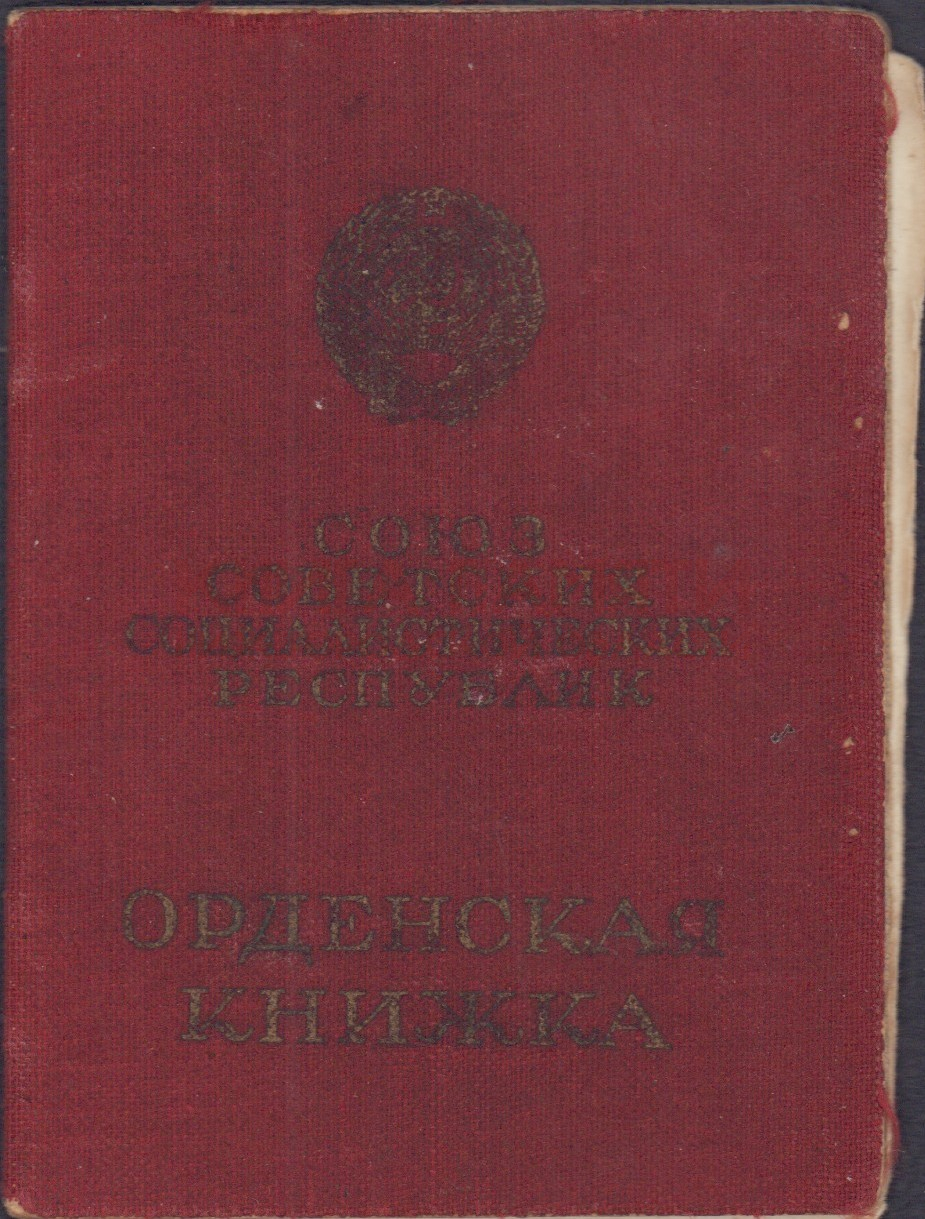 СОЮЗ
СОВЕТСКИХ
СОЦИАЛИСТИЧЕСКИХ
РЕСПУБЛИК
ОРДЕНСКАЯ
КНИЖКА